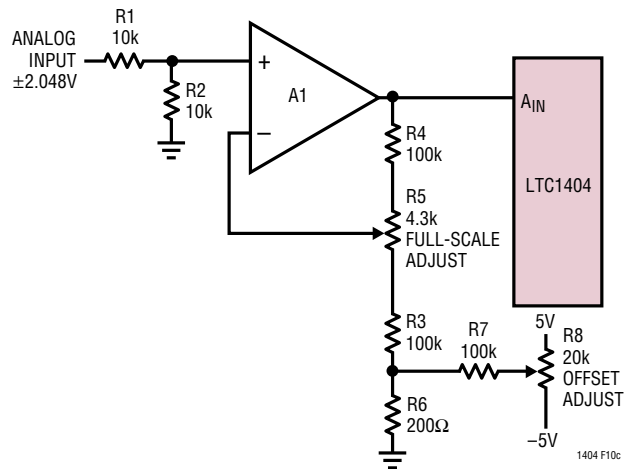 R1
10k
ANALOG
INPUT
±2.048V
R2
10k
+
–
A1
AIN
LTC1404
R4
100k
R5
4.3k
FULL-SCALE
ADJUST
R3
100k
R7
100k
5V
R8
20k
OFFSET
ADJUST
–5V
R6
200Ω
1404 F10c